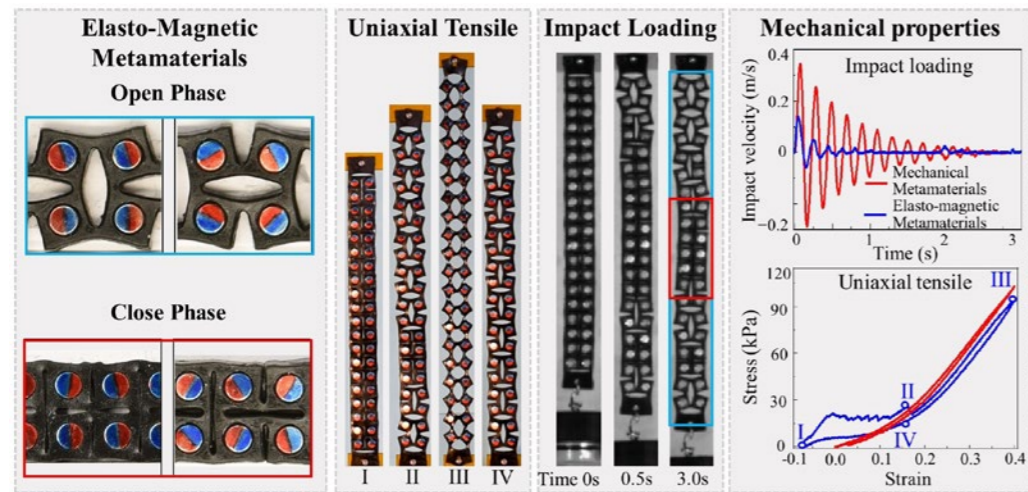 Elasto-Magnetic
Metamaterials
Open Phase
Close Phase
Uniaxial Tensile
I II III IV
Impact Loading
Time 0s 0.5s 3.0s
Mechanical properties
Impact loading
Impact velocity (m/s)
0.4
0.2
0
−0.2
Mechanical
Metamaterials
Elasto-magnetic
Metamaterials
0 1 2 3
Time (s)
Uniaxial tensile
Stress (kPa)
120
90
60
30
0
I
II
III
IV
-0.1 0.0 0.1 0.2 0.3 0.4
Strain